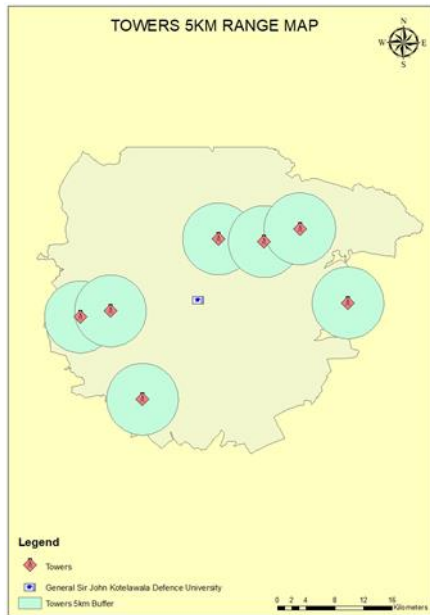 TOWERS 5KM RANGE MAP
N
W E
S
Legend
Towers
General Sir John Kotelawala Defence University
Towers 5km Buffer
0 2 4 8 12 16
Kilometers